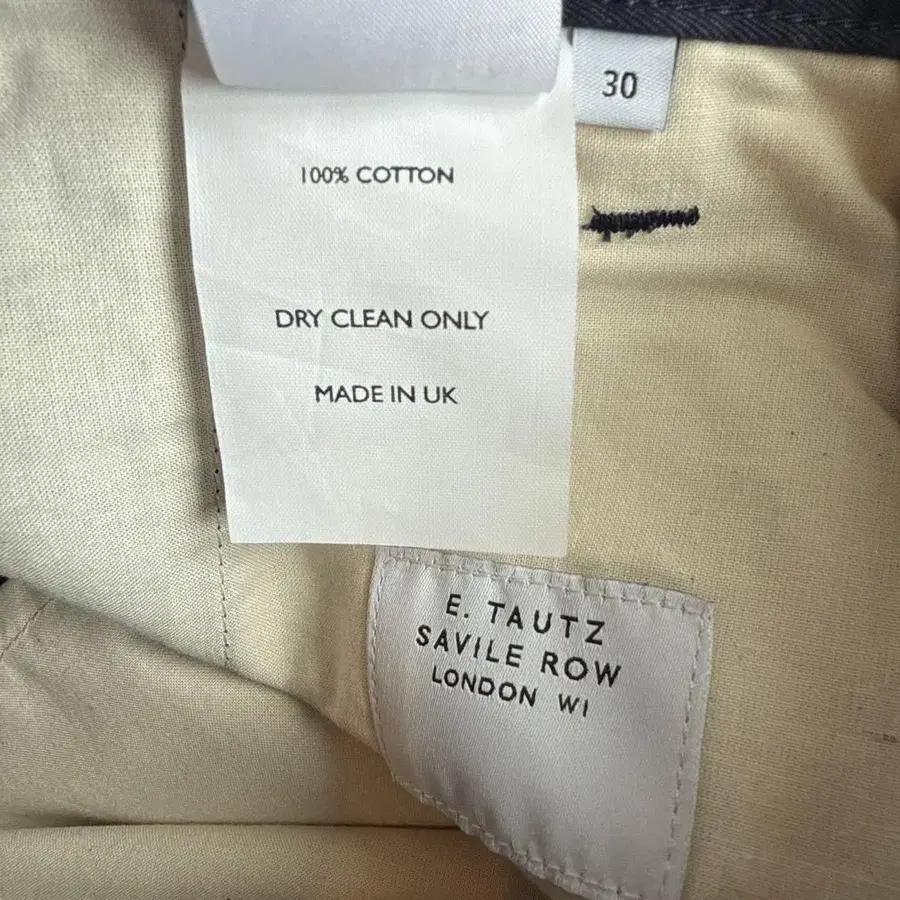 30
100% COTTON
DRY CLEAN ONLY
MADE IN UK
E. TAUTZ
SAVILE ROW
LONDON W1